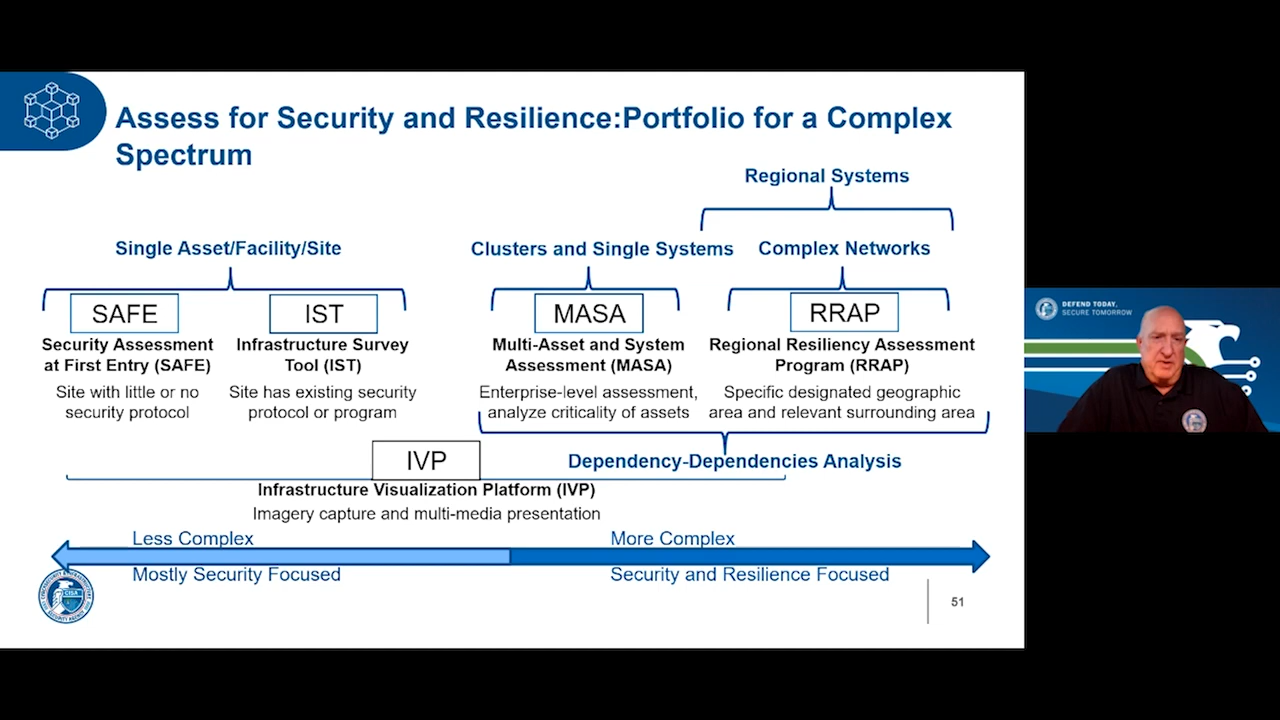 Assess for Security and Resilience:Portfolio for a Complex
Spectrum
Regional Systems
Single Asset/Facility/Site
Clusters and Single Systems
Complex Networks
SAFE
IST
MASA
RRAP
Security Assessment
at First Entry (SAFE)
Site with little or no
security protocol
Infrastructure Survey
Tool (IST)
Site has existing security
protocol or program
Multi-Asset and System
Assessment (MASA)
Enterprise-level assessment,
analyze criticality of assets
Regional Resiliency Assessment
Program (RRAP)
Specific designated geographic
area and relevant surrounding area
IVP
Dependency-Dependencies Analysis
Infrastructure Visualization Platform (IVP)
Imagery capture and multi-media presentation
Less Complex
More Complex
Mostly Security Focused
Security and Resilience Focused
CISA
51
DEFEND TODAY,
SECURE TOMORROW